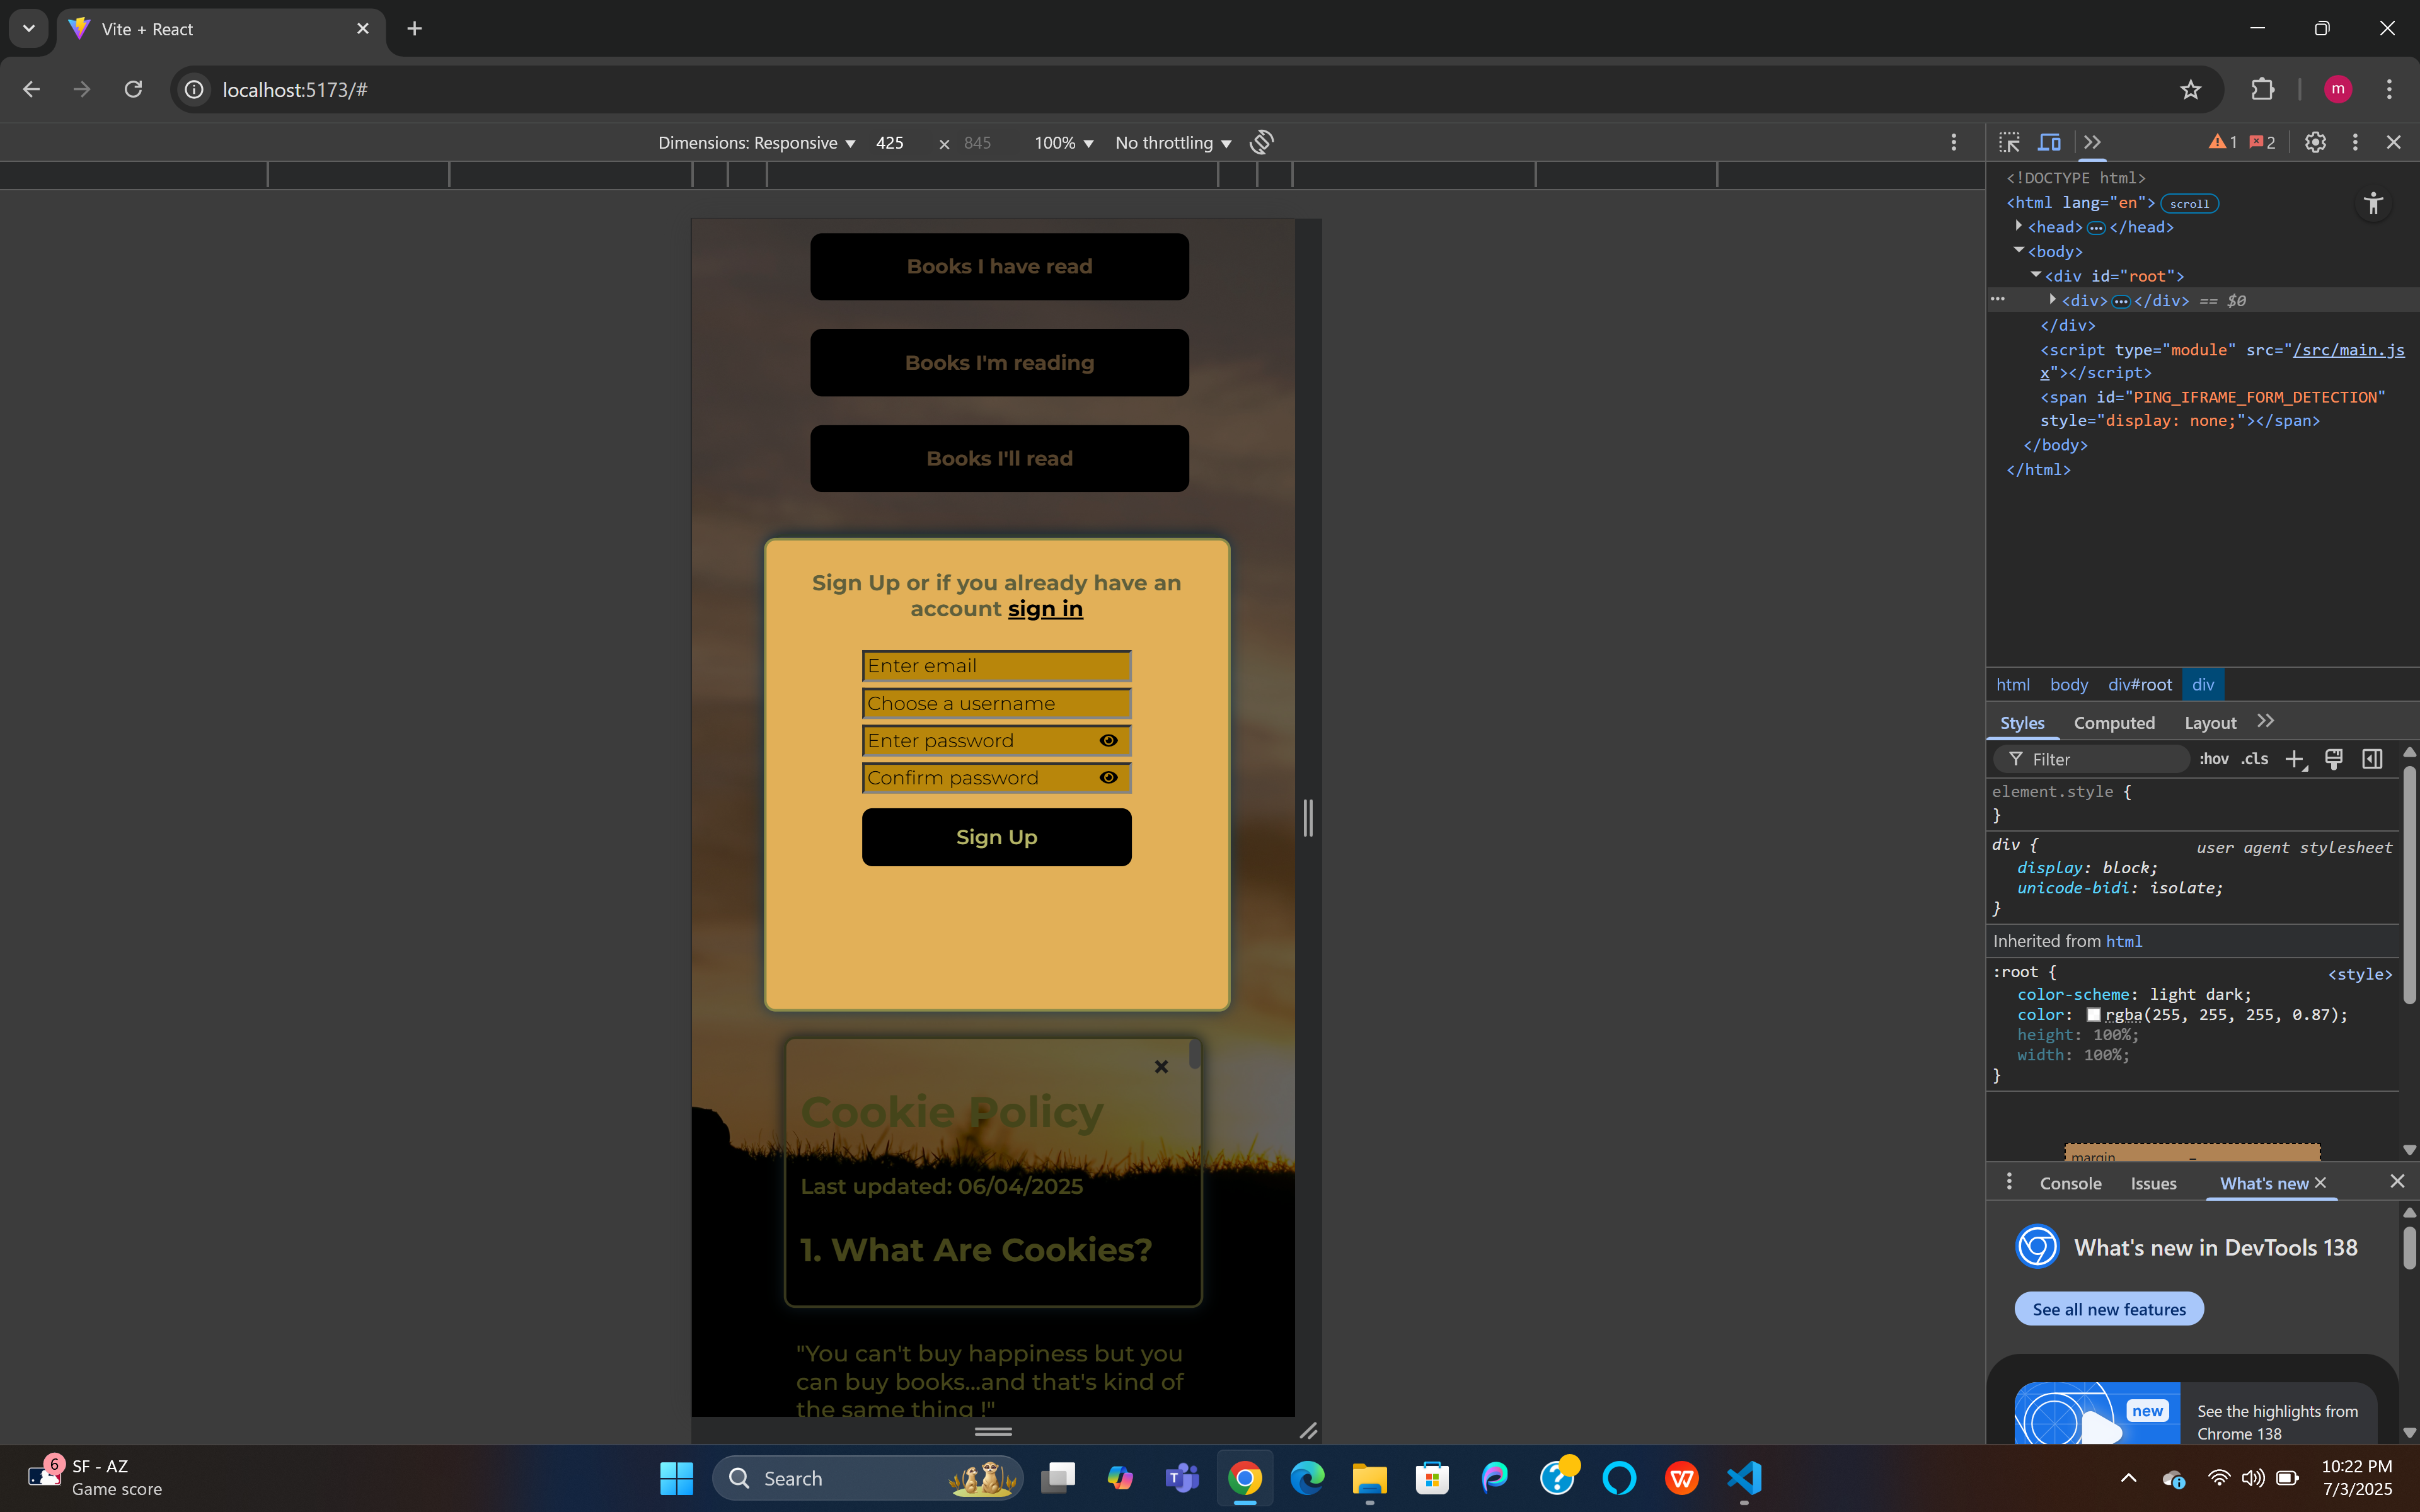 Vite + React
localhost:5173/#
m
Dimensions: Responsive 425 × 845 100% No throttling
1 2
<!DOCTYPE html>
<html lang="en"> scroll
<head> ••• </head>
<body>
<div id="root">
••• <div> ••• </div> == $0
</div>
<script type="module" src="/src/main.js
x"></script>
<span id="PING_IFRAME_FORM_DETECTION"
style="display: none;"></span>
</body>
</html>
html body div#root div
Styles Computed Layout
Filter :hov .cls
element.style {
}
div { user agent stylesheet
display: block;
unicode-bidi: isolate;
}
Inherited from html
:root { <style>
color-scheme: light dark;
color: rgba(255, 255, 255, 0.87);
height: 100%;
width: 100%;
}
margin –
Console Issues What's new
What's new in DevTools 138
See all new features
new
See the highlights from
Chrome 138
Books I have read
Books I'm reading
Books I'll read
Sign Up or if you already have an
account sign in
Enter email
Choose a username
Enter password
Confirm password
Sign Up
Cookie Policy
Last updated: 06/04/2025
1. What Are Cookies?
"You can't buy happiness but you
can buy books...and that's kind of
the same thing !"
6
SF - AZ
Game score
Search
T
10:22 PM
7/3/2025